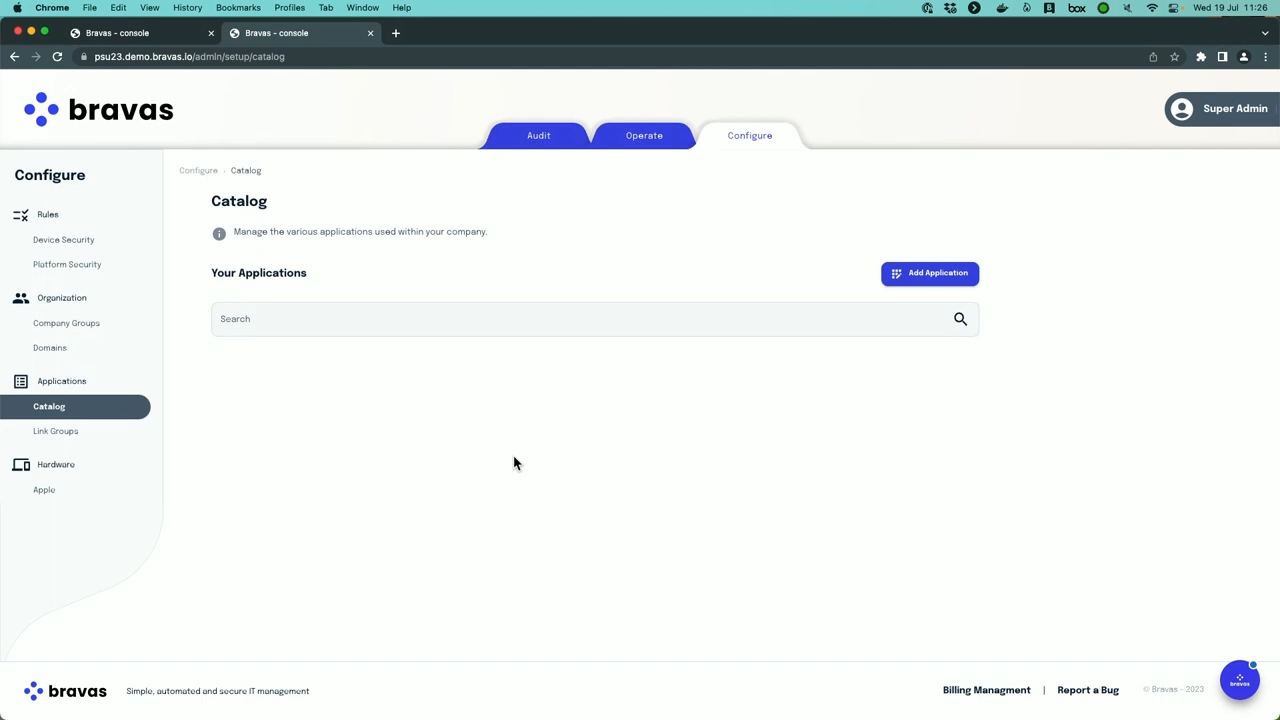 Chrome File Edit View History Bookmarks Profiles Tab Window Help box Wed 19 Jul 11:26
Bravas - console Bravas - console
psu23.demo.bravas.io/admin/setup/catalog
bravas
Super Admin
Audit Operate Configure
Configure
Rules
Device Security
Platform Security
Organization
Company Groups
Domains
Applications
Catalog
Link Groups
Hardware
Apple
Configure › Catalog
Catalog
Manage the various applications used within your company.
Your Applications
Add Application
Search
bravas Simple, automated and secure IT management
Billing Managment | Report a Bug © Bravas - 2023
bravas